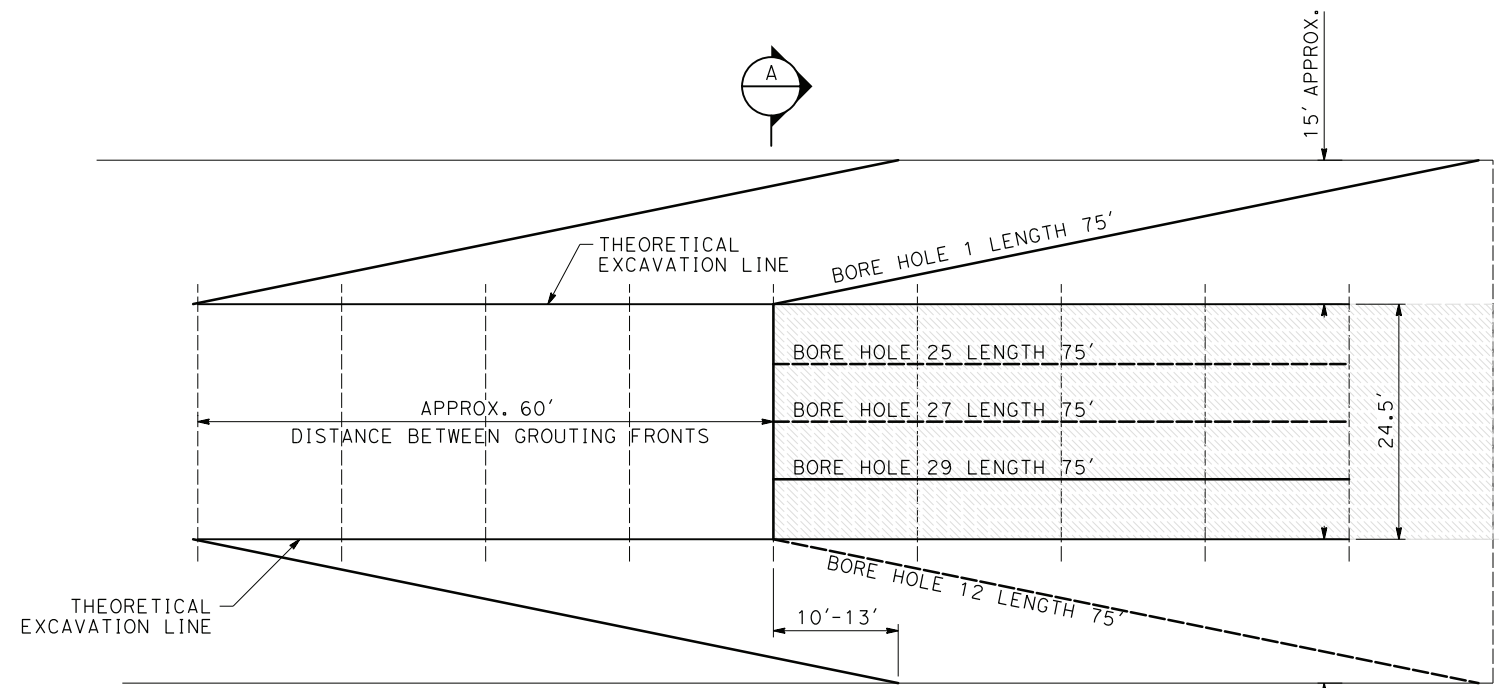 15' APPROX.
A
BORE HOLE 1 LENGTH 75'
THEORETICAL
EXCAVATION LINE
BORE HOLE 25 LENGTH 75'
APPROX. 60'
DISTANCE BETWEEN GROUTING FRONTS
BORE HOLE 27 LENGTH 75'
24.5'
BORE HOLE 29 LENGTH 75'
BORE HOLE 12 LENGTH 75'
THEORETICAL
EXCAVATION LINE
10'-13'